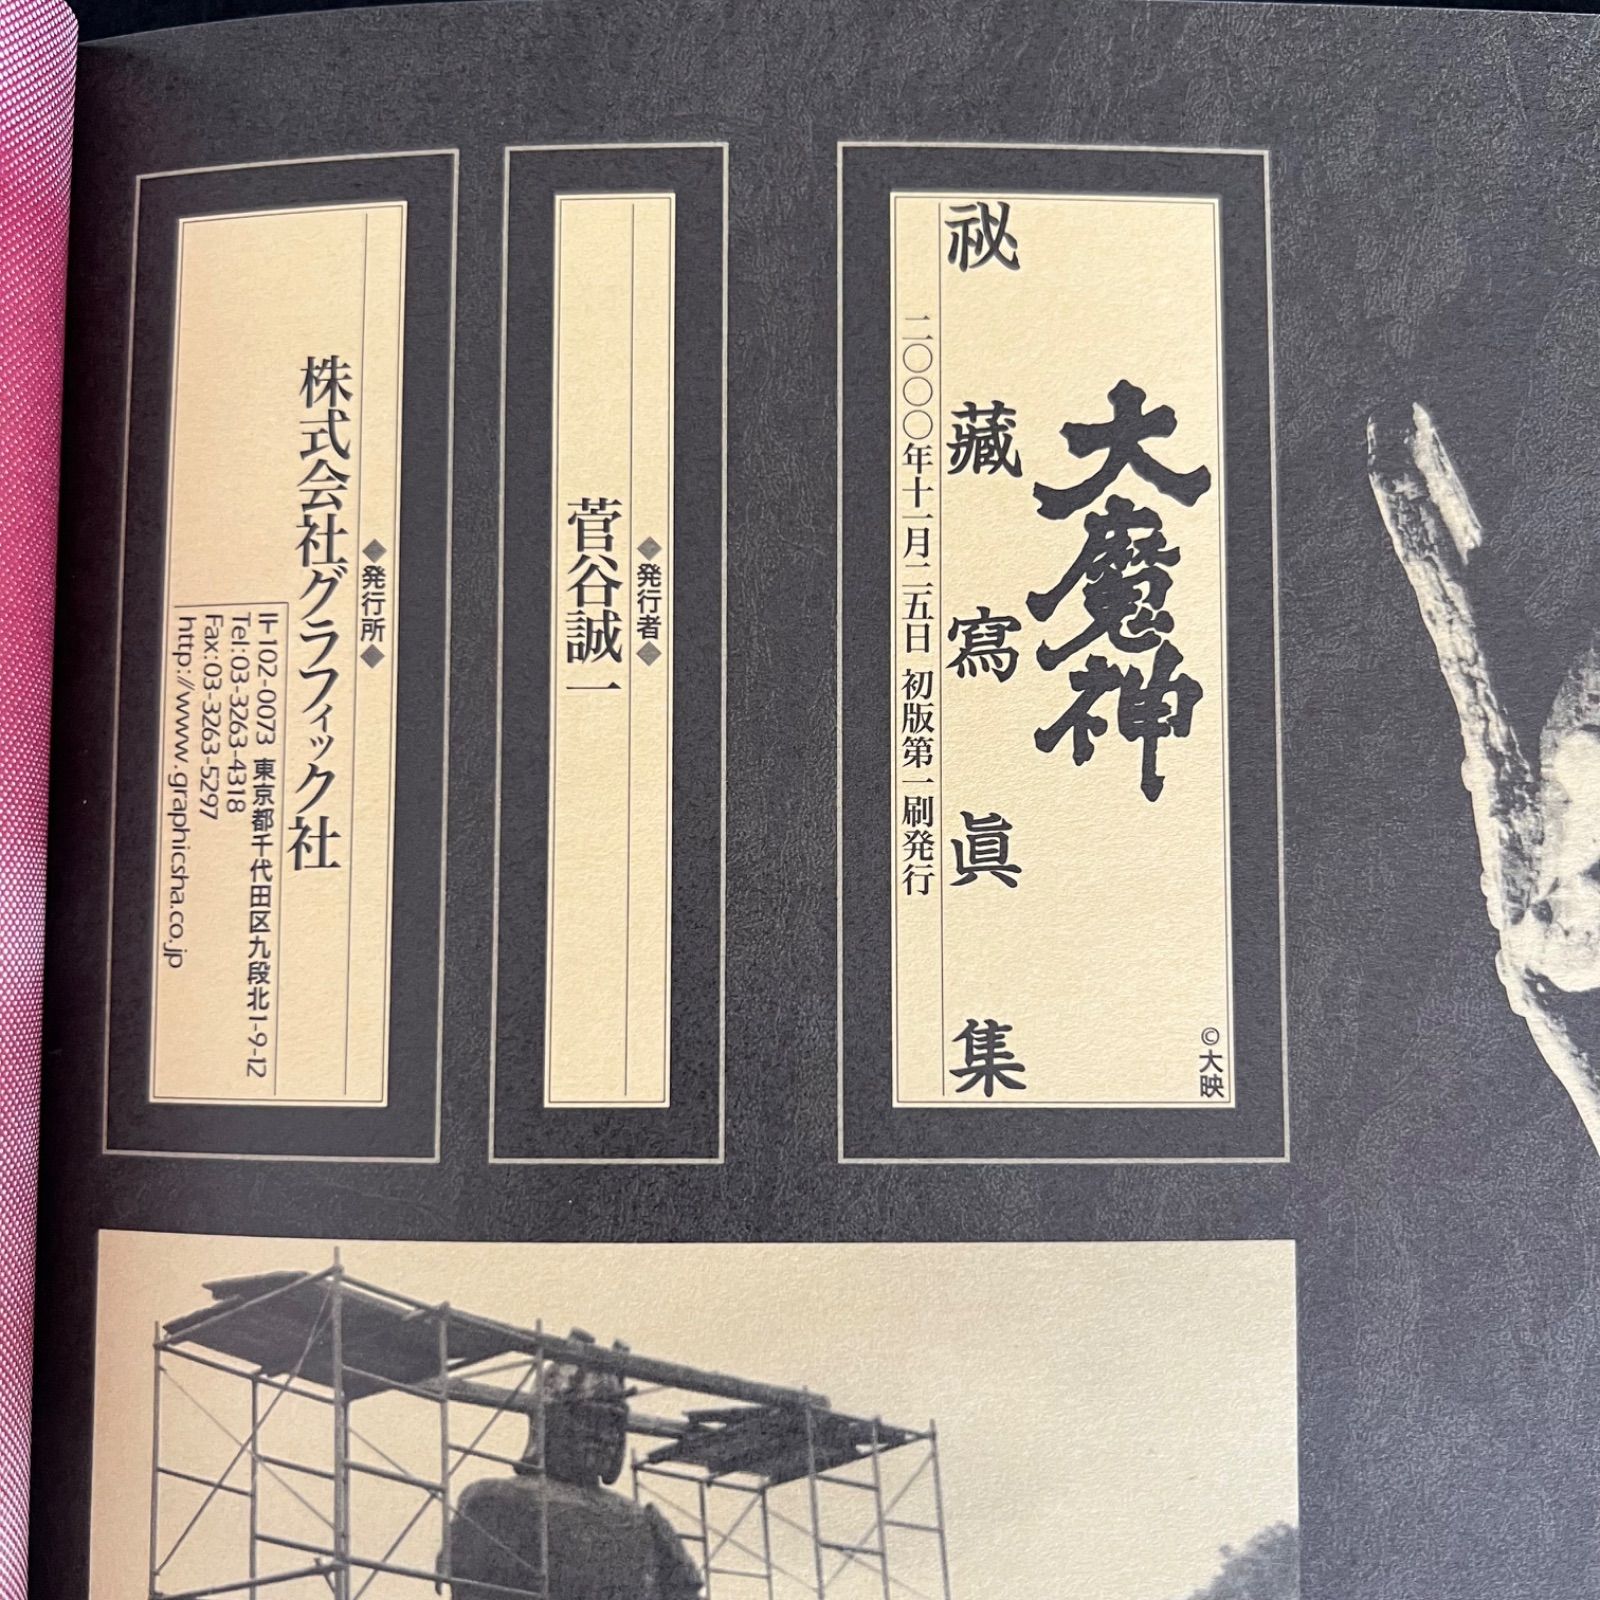 ©大映
大魔神
祕藏寫眞集
二〇〇〇年十一月二五日 初版第一刷発行
◆発行者◆
菅谷誠一
◆発行所◆
株式会社グラフィック社
〒102-0073 東京都千代田区九段北1-9-12
Tel:03-3263-4318
Fax:03-3263-5297
http://www.graphicsha.co.jp